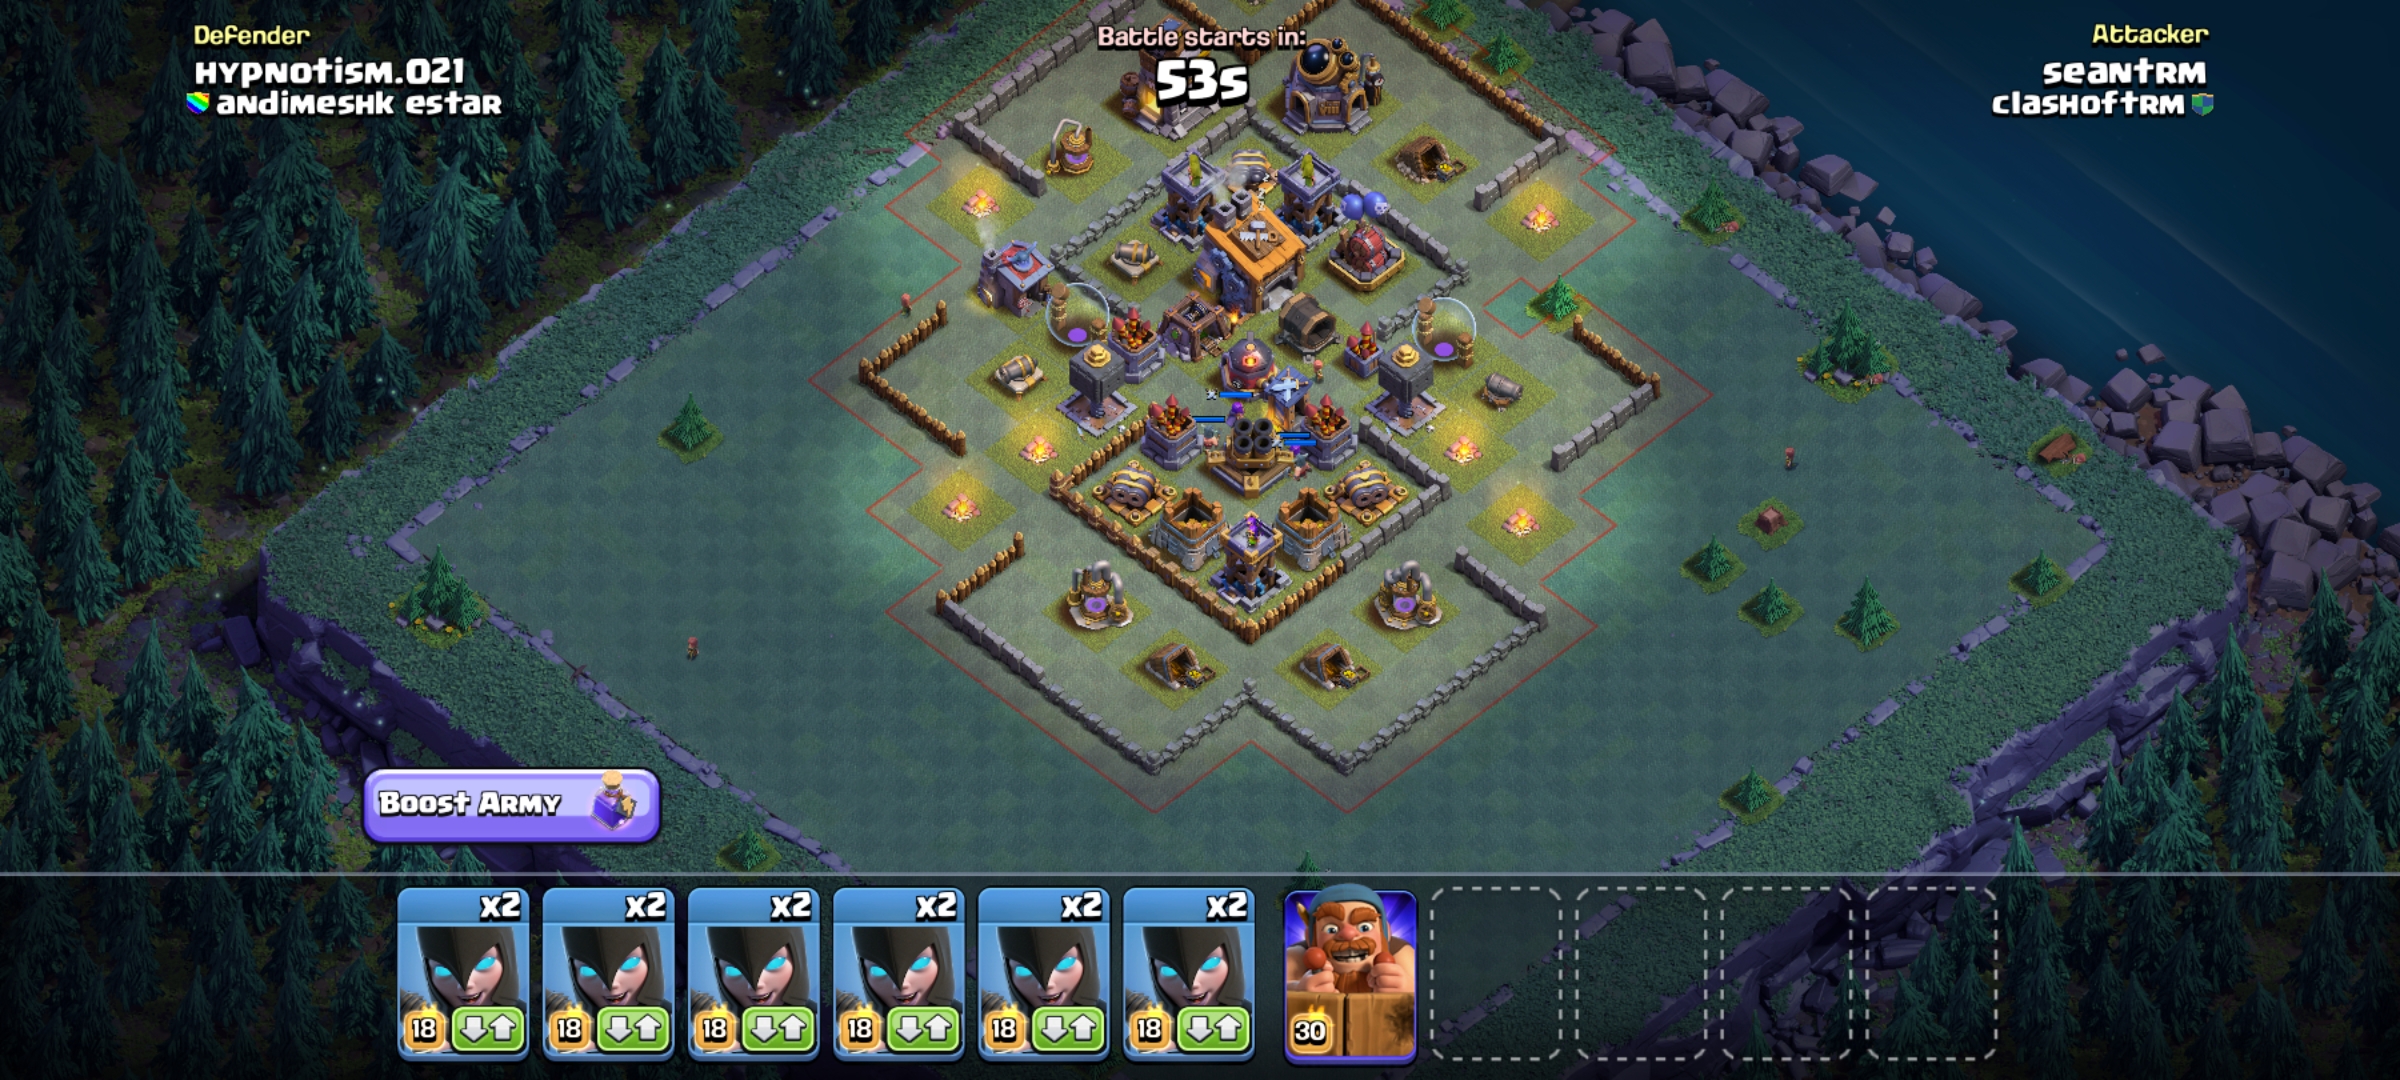 Defender
HYPNOTISM.021
ANDIMESHK ESTAR
Battle starts in:
53s
Attacker
SEANTRM
CLASHOFTRM
Boost Army
x2
x2
x2
x2
x2
x2
18
18
18
18
18
18
30